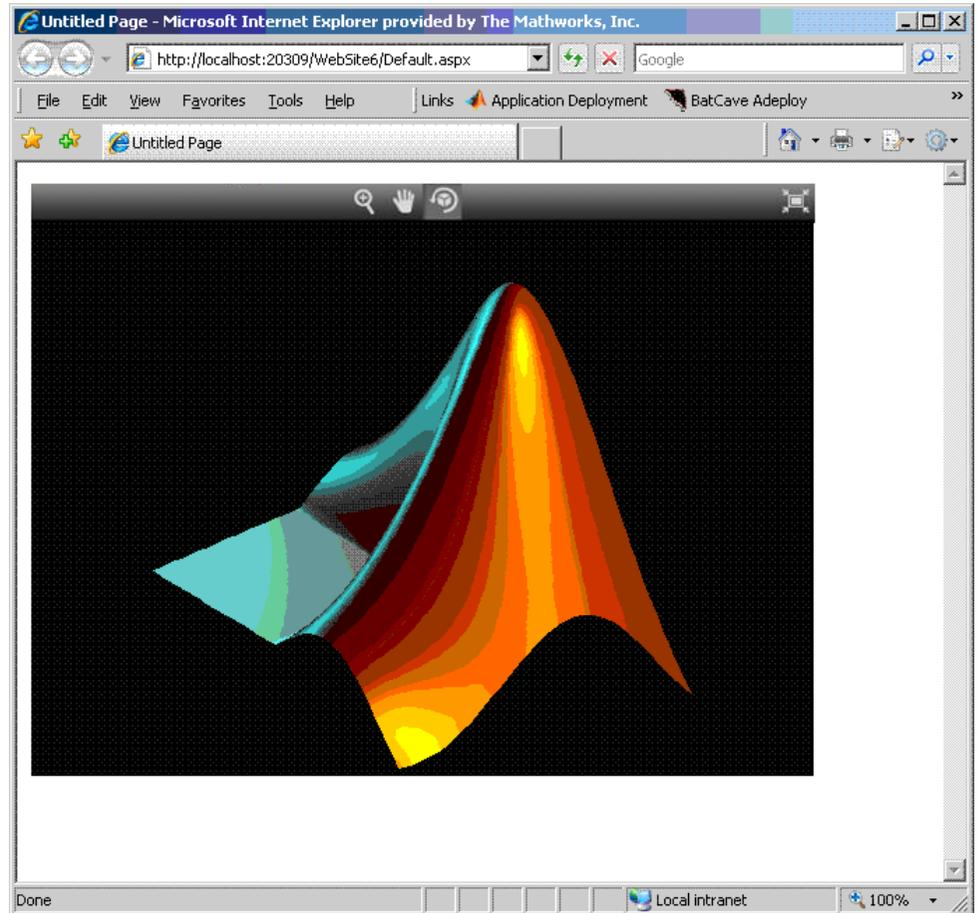 Untitled Page - Microsoft Internet Explorer provided by The Mathworks, Inc.
http://localhost:20309/WebSite6/Default.aspx
Google
File Edit View Favorites Tools Help Links Application Deployment BatCave Adeploy »
Untitled Page
Done Local intranet 100%